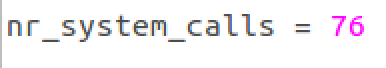 nr_system_calls = 76